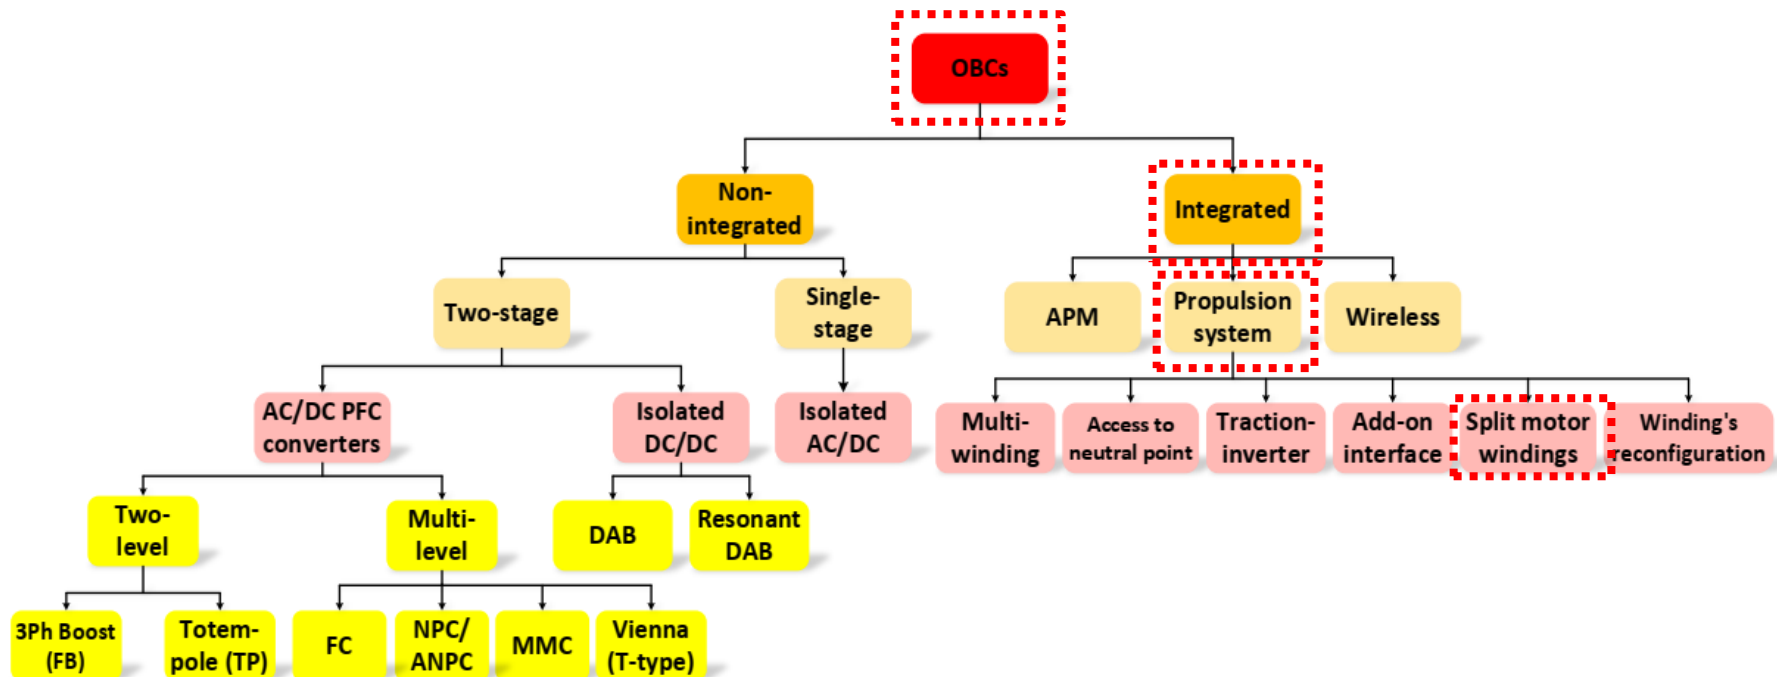 OBCs
Non-
integrated
Integrated
Two-stage
Single-
stage
APM
Propulsion
system
Wireless
AC/DC PFC
converters
Isolated
DC/DC
Isolated
AC/DC
Multi-
winding
Access to
neutral point
Traction-
inverter
Add-on
interface
Split motor
windings
Winding's
reconfiguration
Two-
level
Multi-
level
DAB
Resonant
DAB
3Ph Boost
(FB)
Totem-
pole (TP)
FC
NPC/
ANPC
MMC
Vienna
(T-type)